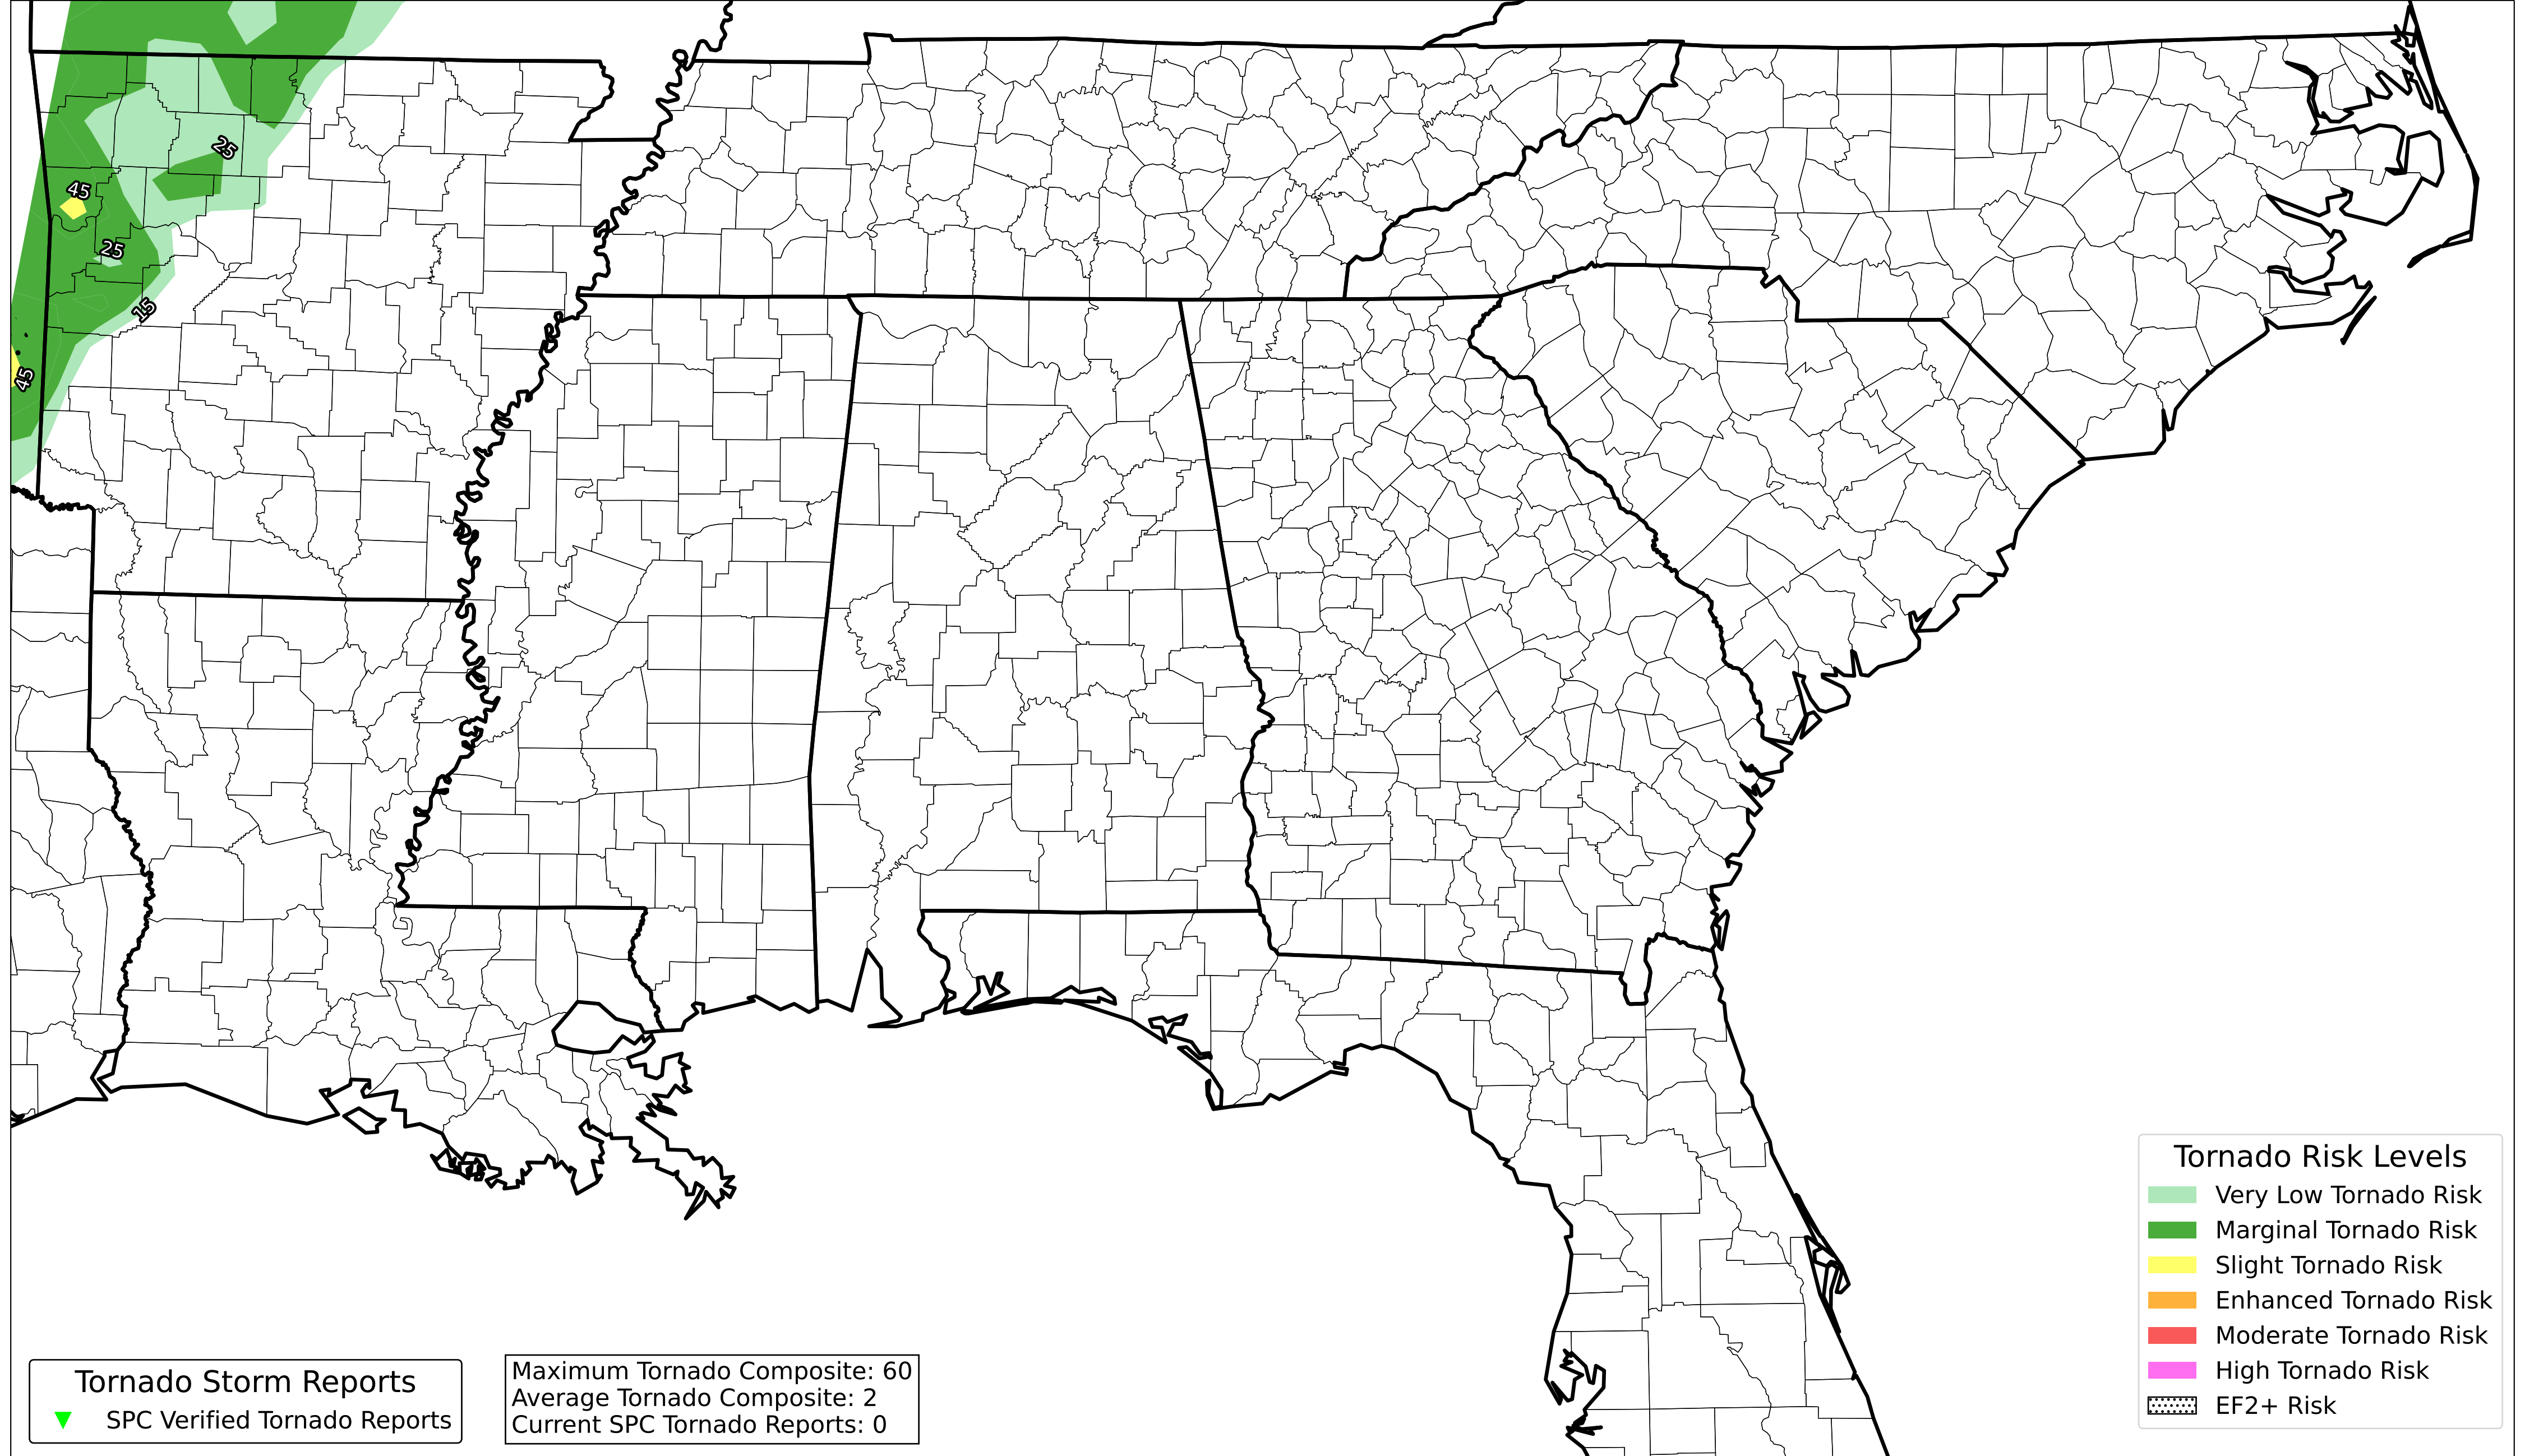 25
45
25
15
45
Tornado Storm Reports
SPC Verified Tornado Reports
Maximum Tornado Composite: 60
Average Tornado Composite: 2
Current SPC Tornado Reports: 0
Tornado Risk Levels
Very Low Tornado Risk
Marginal Tornado Risk
Slight Tornado Risk
Enhanced Tornado Risk
Moderate Tornado Risk
High Tornado Risk
EF2+ Risk